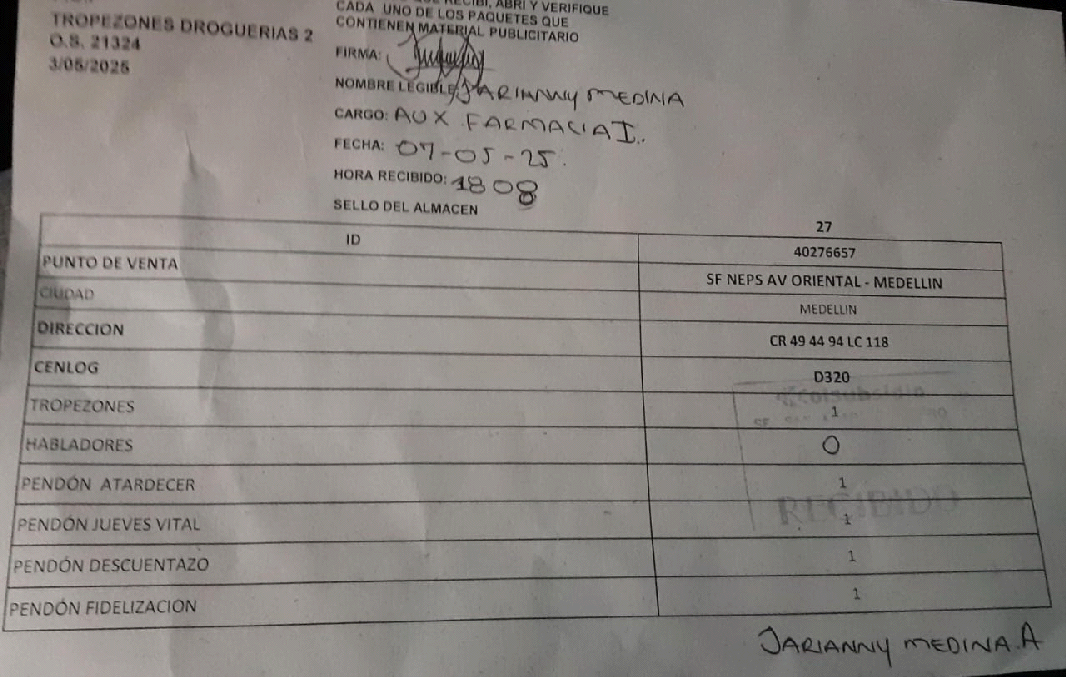 RECIBI, ABRI Y VERIFIQUE
CADA UNO DE LOS PAQUETES QUE
CONTIENEN MATERIAL PUBLICITARIO
TROPEZONES DROGUERIAS 2
O.S. 21324
3/05/2025
FIRMA:
NOMBRE LEGIBLE: JARIANNY MEDINA
CARGO: AUX FARMACIA I.
FECHA: 07-05-25.
HORA RECIBIDO: 1808
SELLO DEL ALMACEN
27
ID 40276657
PUNTO DE VENTA SF NEPS AV ORIENTAL - MEDELLIN
CIUDAD MEDELLIN
DIRECCION CR 49 44 94 LC 118
CENLOG D320
colsubsidio
TROPEZONES 1
HABLADORES 0
PENDÓN ATARDECER 1
RECIBIDO
PENDÓN JUEVES VITAL 1
PENDÓN DESCUENTAZO 1
PENDÓN FIDELIZACION 1
JARIANNY MEDINA.A